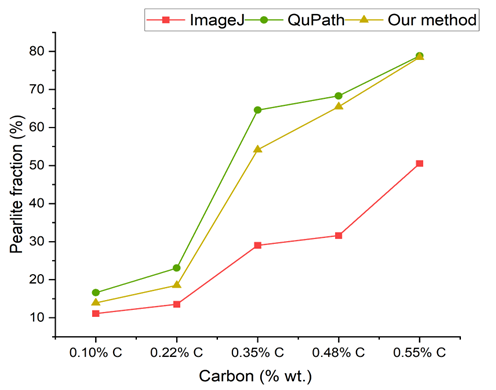 ImageJ QuPath Our method
Pearlite fraction (%)
80
70
60
50
40
30
20
10
0.10% C 0.22% C 0.35% C 0.48% C 0.55% C
Carbon (% wt.)